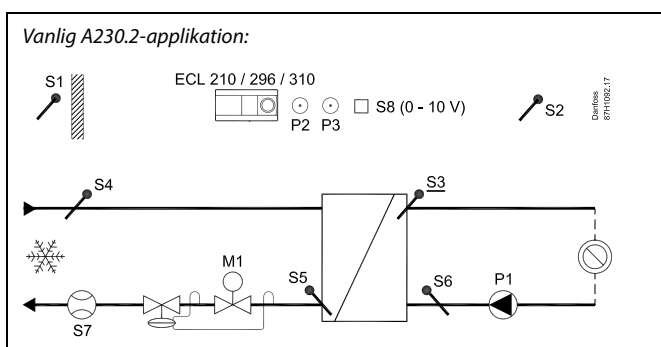 Vanlig A230.2-applikation:
S1
ECL 210 / 296 / 310
P2
P3
S8 (0 - 10 V)
S2
Danfoss
87H1092.17
S4
S3
M1
S5
S6
P1
S7